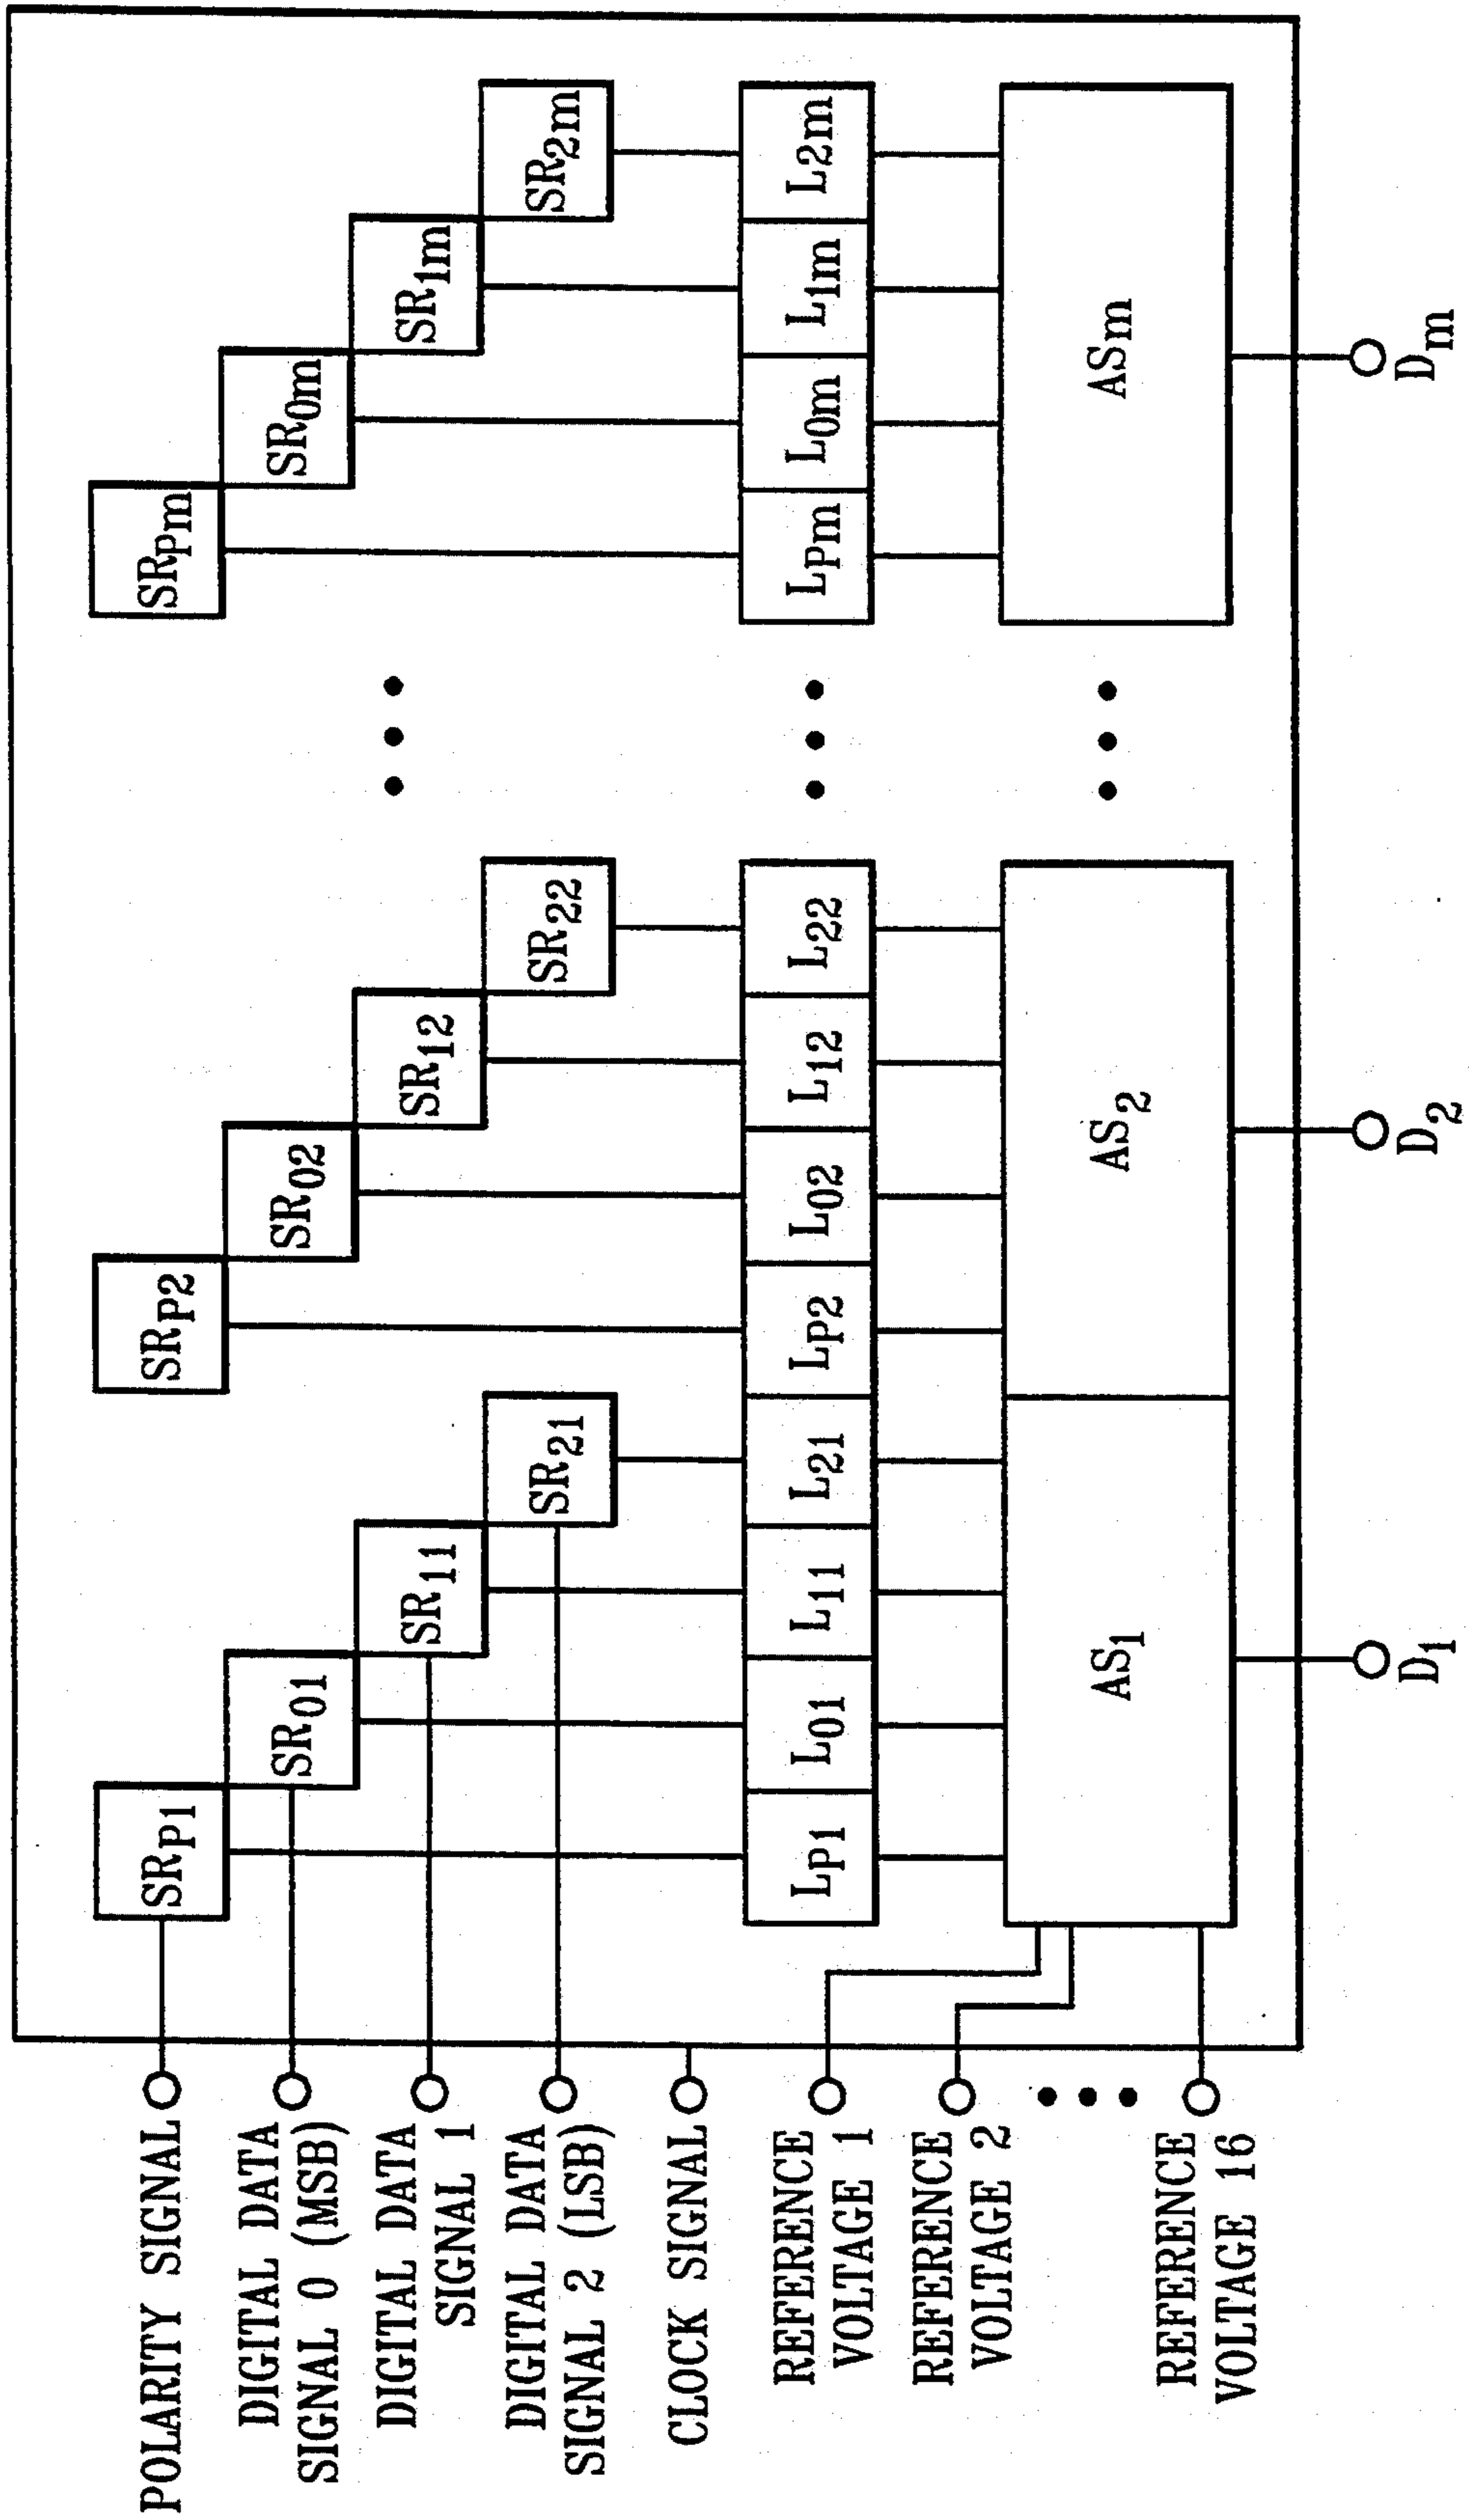 POLARITY SIGNAL
DIGITAL DATA
SIGNAL 0 (MSB)
DIGITAL DATA
SIGNAL 1
DIGITAL DATA
SIGNAL 2 (LSB)
CLOCK SIGNAL
REFERENCE
VOLTAGE 1
REFERENCE
VOLTAGE 2
REFERENCE
VOLTAGE 16
SRP1
SRP2
SRPm
SR01
SR02
SR0m
SR11
SR12
SR1m
SR21
SR22
SR2m
LP1
L01
L11
L21
LP2
L02
L12
L22
LPm
L0m
L1m
L2m
AS1
AS2
ASm
D1
D2
Dm